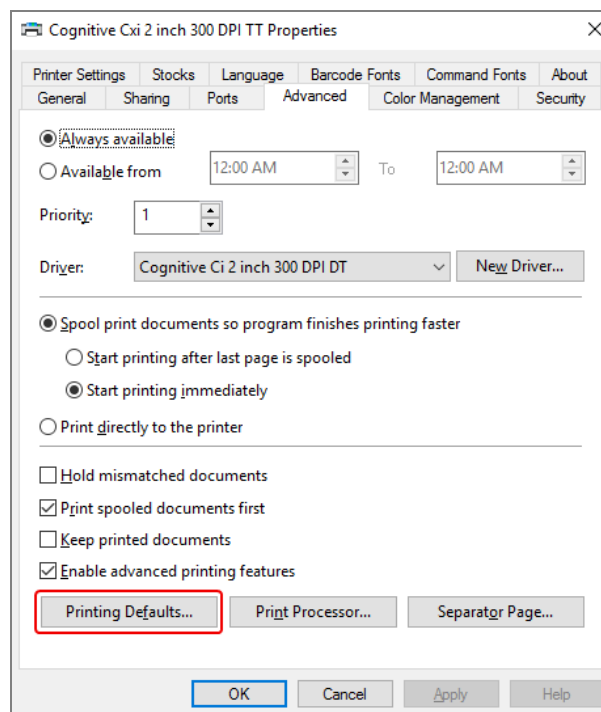 Cognitive Cxi 2 inch 300 DPI TT Properties
Printer Settings Stocks Language Barcode Fonts Command Fonts About
General Sharing Ports Advanced Color Management Security
Always available
Available from 12:00 AM To 12:00 AM
Priority: 1
Driver: Cognitive Ci 2 inch 300 DPI DT New Driver...
Spool print documents so program finishes printing faster
Start printing after last page is spooled
Start printing immediately
Print directly to the printer
Hold mismatched documents
Print spooled documents first
Keep printed documents
Enable advanced printing features
Printing Defaults... Print Processor... Separator Page...
OK Cancel Apply Help